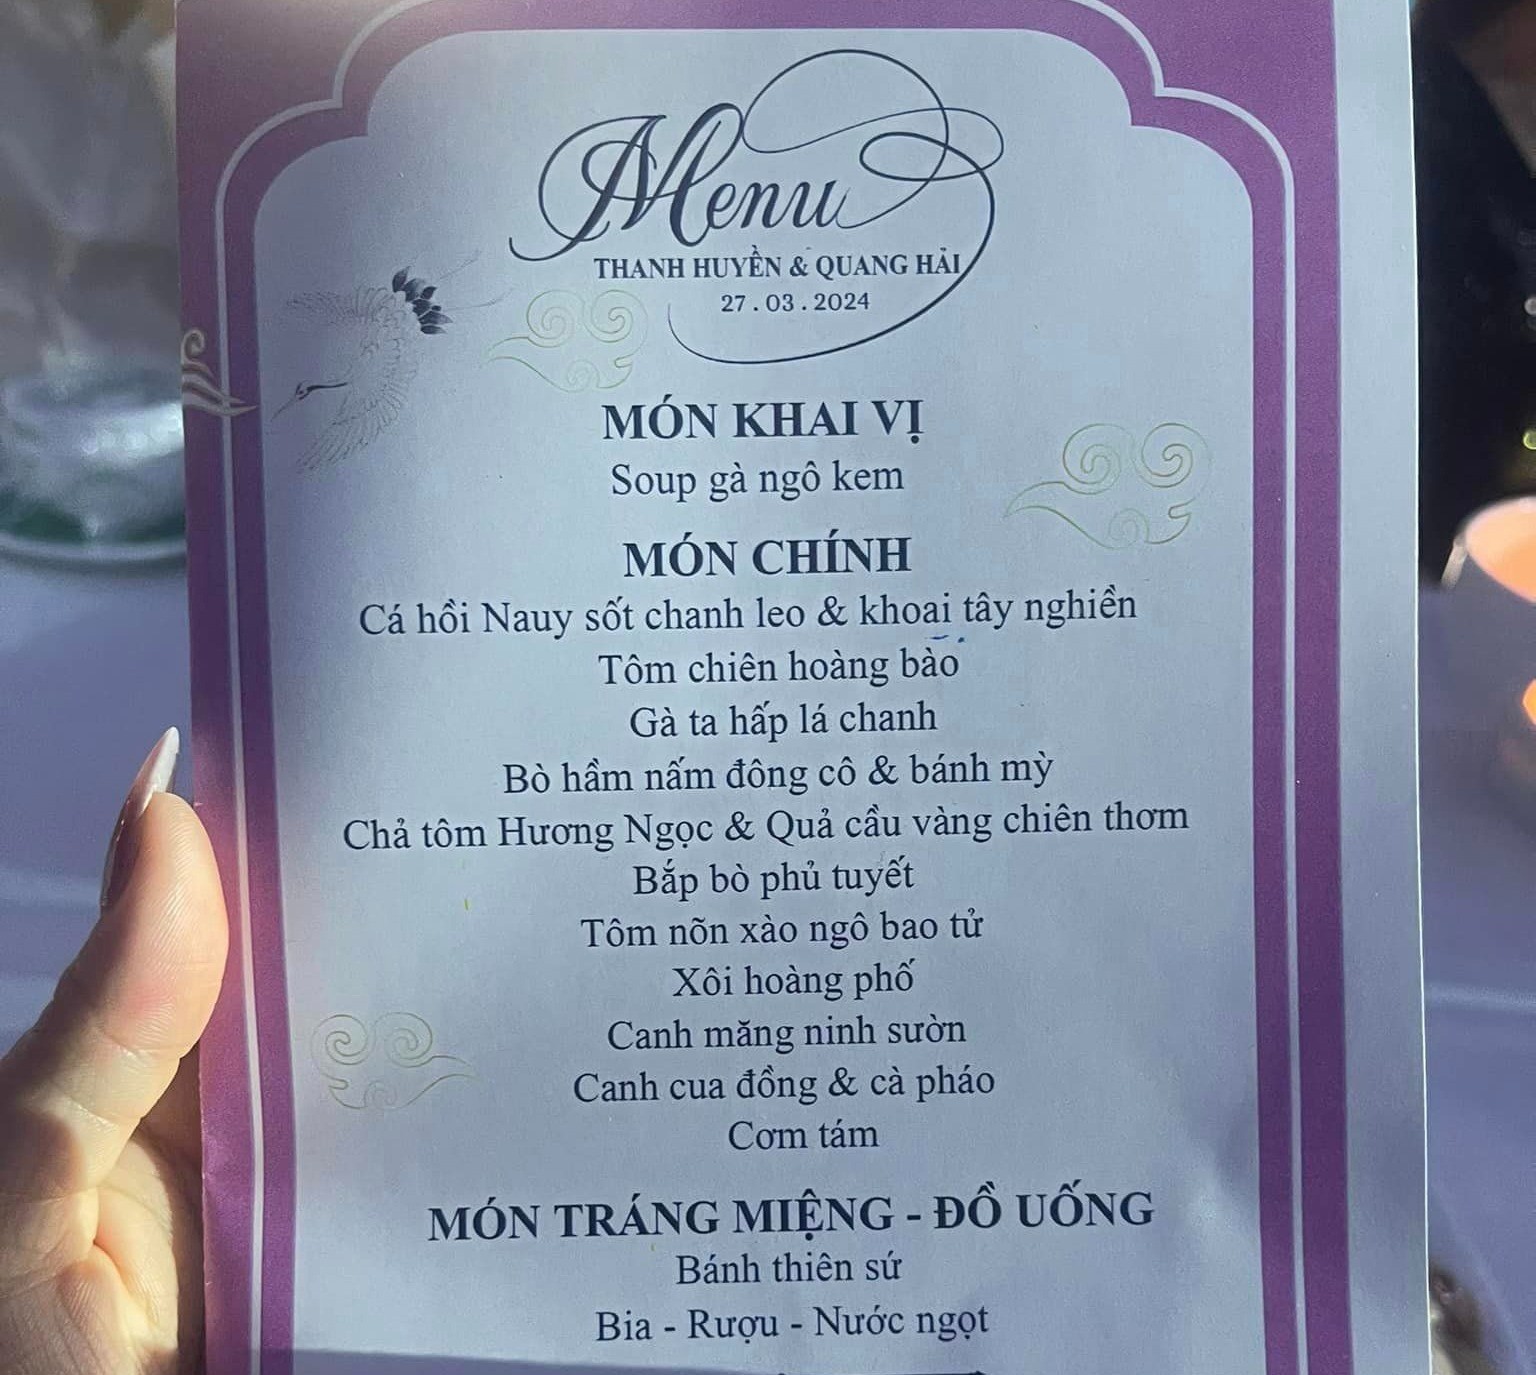 Menu
THANH HUYỀN & QUANG HẢI
27 . 03 . 2024
MÓN KHAI VỊ
Soup gà ngô kem
MÓN CHÍNH
Cá hồi Nauy sốt chanh leo & khoai tây nghiền
Tôm chiên hoàng bào
Gà ta hấp lá chanh
Bò hầm nấm đông cô & bánh mỳ
Chả tôm Hương Ngọc & Quả cầu vàng chiên thơm
Bắp bò phủ tuyết
Tôm nõn xào ngô bao tử
Xôi hoàng phố
Canh măng ninh sườn
Canh cua đồng & cà pháo
Cơm tám
MÓN TRÁNG MIỆNG - ĐỒ UỐNG
Bánh thiên sứ
Bia - Rượu - Nước ngọt